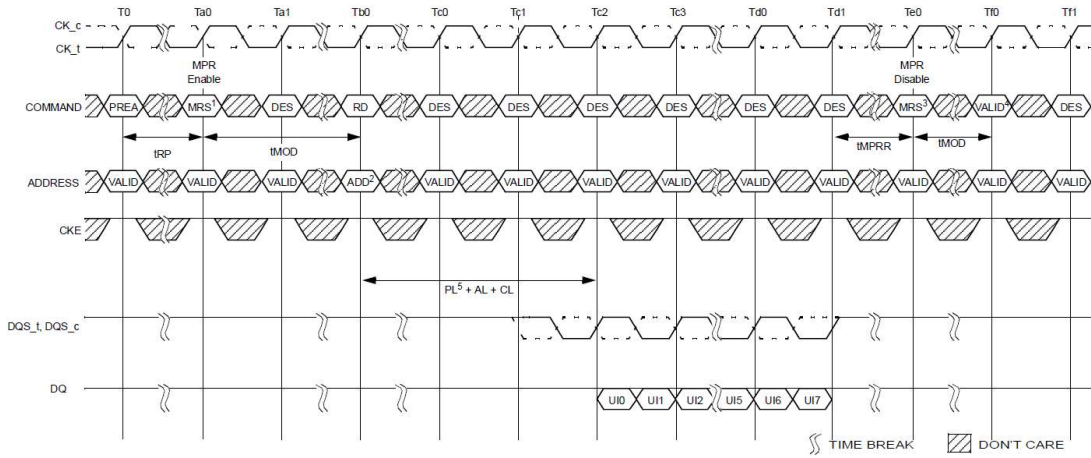 T0 Ta0 Ta1 Tb0 Tc0 Tc1 Tc2 Tc3 Td0 Td1 Te0 Tf0 Tf1
CK_c
CK_t
MPR Enable MPR Disable
COMMAND PREA MRS1 DES RD DES DES DES DES DES DES MRS3 VALID4 DES
tRP tMOD tMPRR tMOD
ADDRESS VALID VALID VALID ADD2 VALID VALID VALID VALID VALID VALID VALID VALID VALID
CKE
PL5 + AL + CL
DQS_t, DQS_c
DQ UI0 UI1 UI2 UI5 UI6 UI7
TIME BREAK DON'T CARE